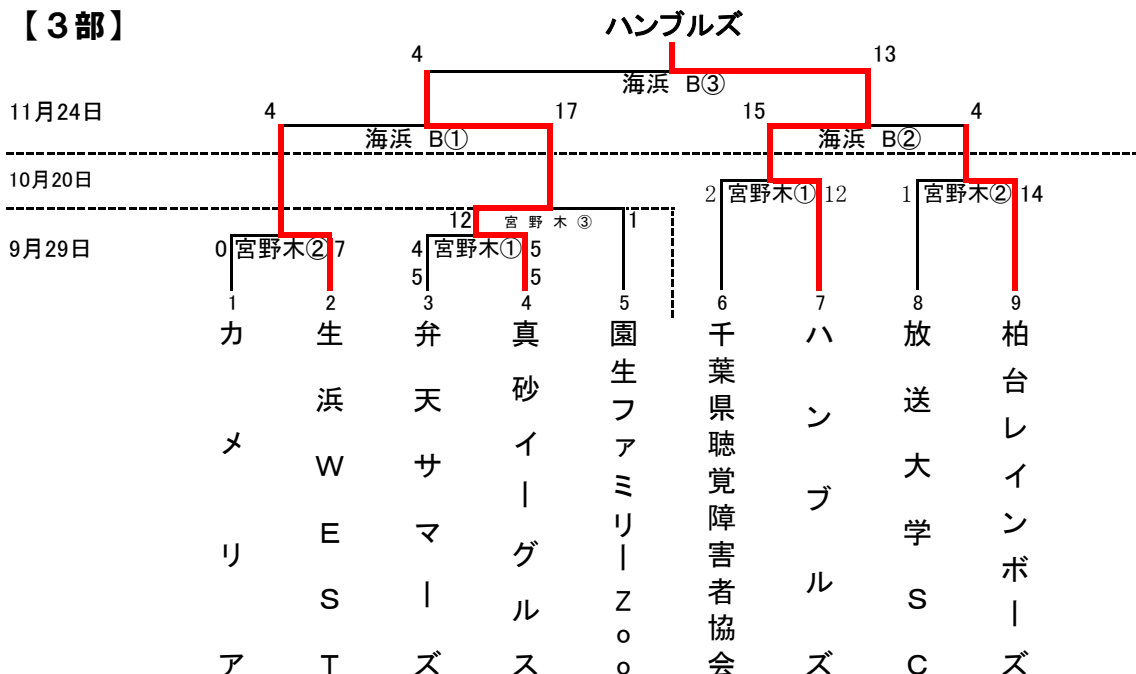 【３部】
ハンブルズ
4 13
海浜 B③
11月24日
4 17 15 4
海浜 B① 海浜 B②
10月20日
2 宮野木① 12 1 宮野木② 14
12 宮野木③ 1
9月29日
0 宮野木② 7 4 宮野木① 5
5 5
1 2 3 4 5 6 7 8 9
カメリア
生浜ＷＥＳＴ
弁天サマーズ
真砂イーグルス
園生ファミリーＺｏｏ
千葉県聴覚障害者協会
ハンブルズ
放送大学ＳＣ
柏台レインボーズ